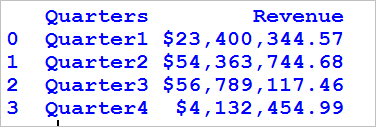 Quarters Revenue
0 Quarter1 $23,400,344.57
1 Quarter2 $54,363,744.68
2 Quarter3 $56,789,117.46
3 Quarter4 $4,132,454.99